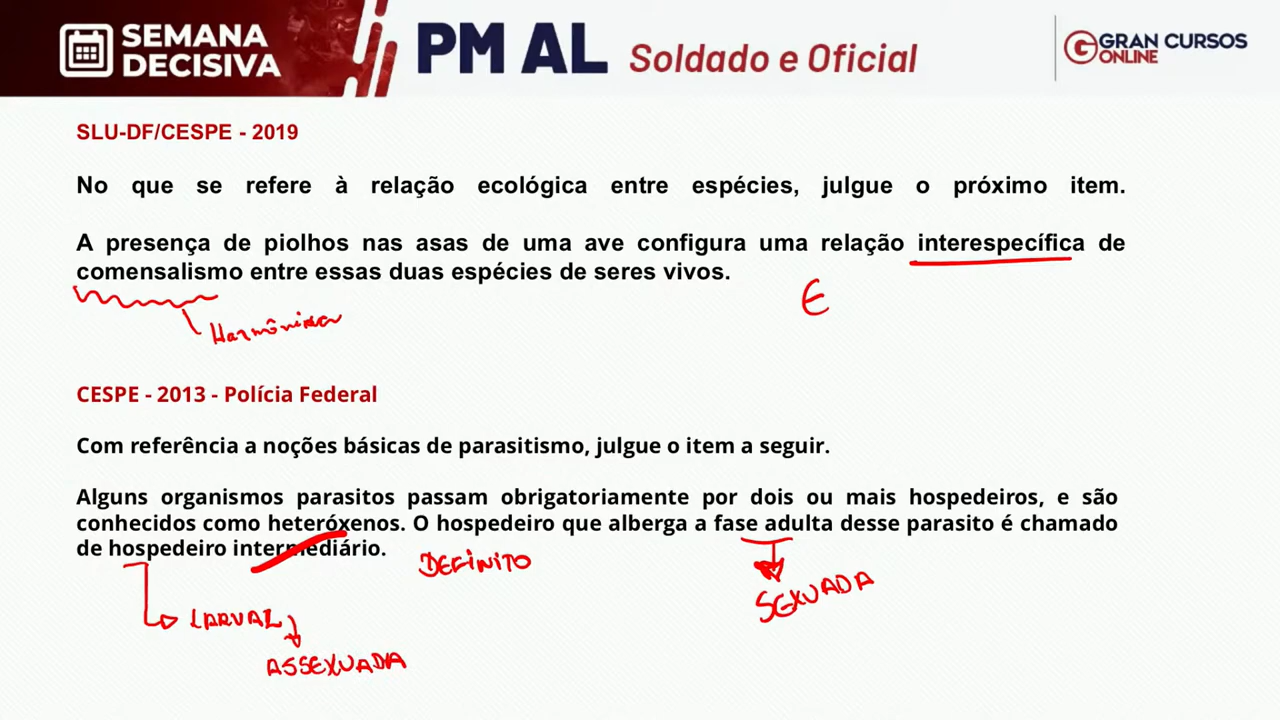 SEMANA
DECISIVA
PM AL Soldado e Oficial
GRAN CURSOS
ONLINE
SLU-DF/CESPE - 2019
No que se refere à relação ecológica entre espécies, julgue o próximo item.
A presença de piolhos nas asas de uma ave configura uma relação interespecífica de
comensalismo entre essas duas espécies de seres vivos.
E
Harmônica
CESPE - 2013 - Polícia Federal
Com referência a noções básicas de parasitismo, julgue o item a seguir.
Alguns organismos parasitos passam obrigatoriamente por dois ou mais hospedeiros, e são
conhecidos como heteróxenos. O hospedeiro que alberga a fase adulta desse parasito é chamado
de hospedeiro intermediário.
DEFINITO
SEXUADA
LARVAL
ASSEXUADA